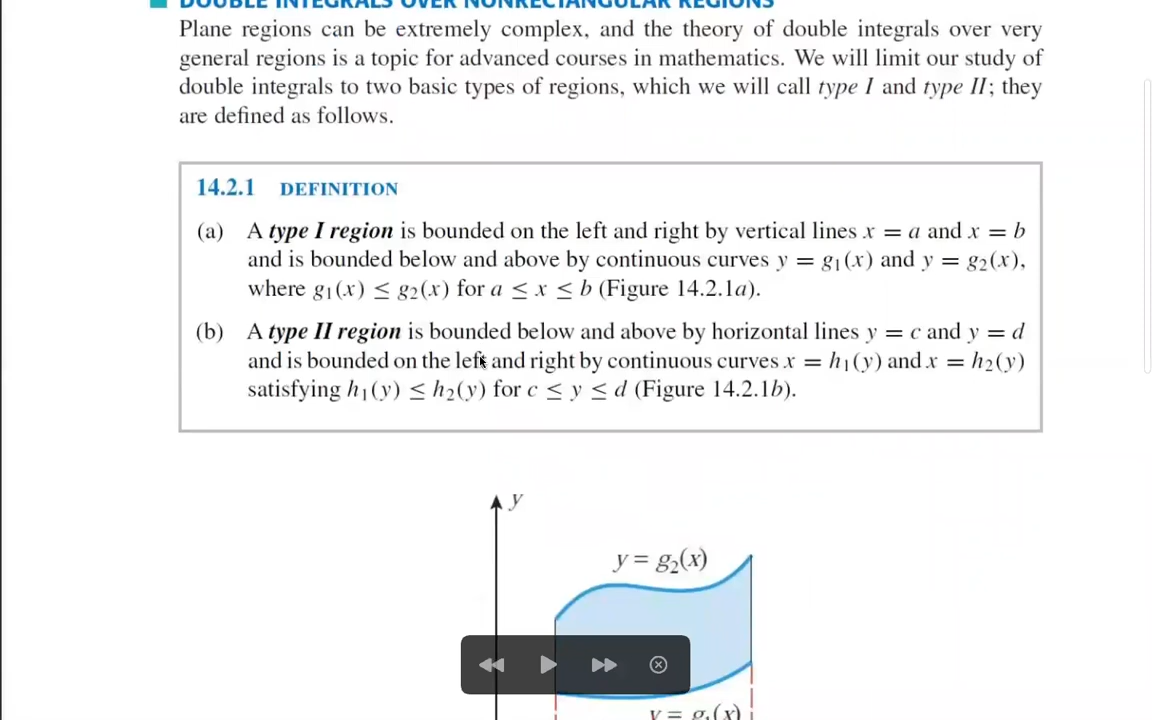 DOUBLE INTEGRALS OVER NONRECTANGULAR REGIONS
Plane regions can be extremely complex, and the theory of double integrals over very
general regions is a topic for advanced courses in mathematics. We will limit our study of
double integrals to two basic types of regions, which we will call type I and type II; they
are defined as follows.
14.2.1 DEFINITION
(a) A type I region is bounded on the left and right by vertical lines x = a and x = b
and is bounded below and above by continuous curves y = g₁(x) and y = g₂(x),
where g₁(x) ≤ g₂(x) for a ≤ x ≤ b (Figure 14.2.1a).
(b) A type II region is bounded below and above by horizontal lines y = c and y = d
and is bounded on the left and right by continuous curves x = h₁(y) and x = h₂(y)
satisfying h₁(y) ≤ h₂(y) for c ≤ y ≤ d (Figure 14.2.1b).
y
y = g₂(x)
y = g₁(x)